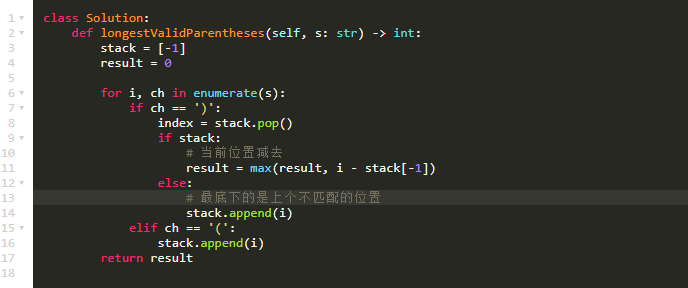 1 class Solution:
2     def longestValidParentheses(self, s: str) -> int:
3         stack = [-1]
4         result = 0
5
6         for i, ch in enumerate(s):
7             if ch == ')':
8                 index = stack.pop()
9                 if stack:
10                     # 当前位置减去
11                     result = max(result, i - stack[-1])
12                 else:
13                     # 最底下的是上个不匹配的位置
14                     stack.append(i)
15             elif ch == '(':
16                 stack.append(i)
17         return result
18